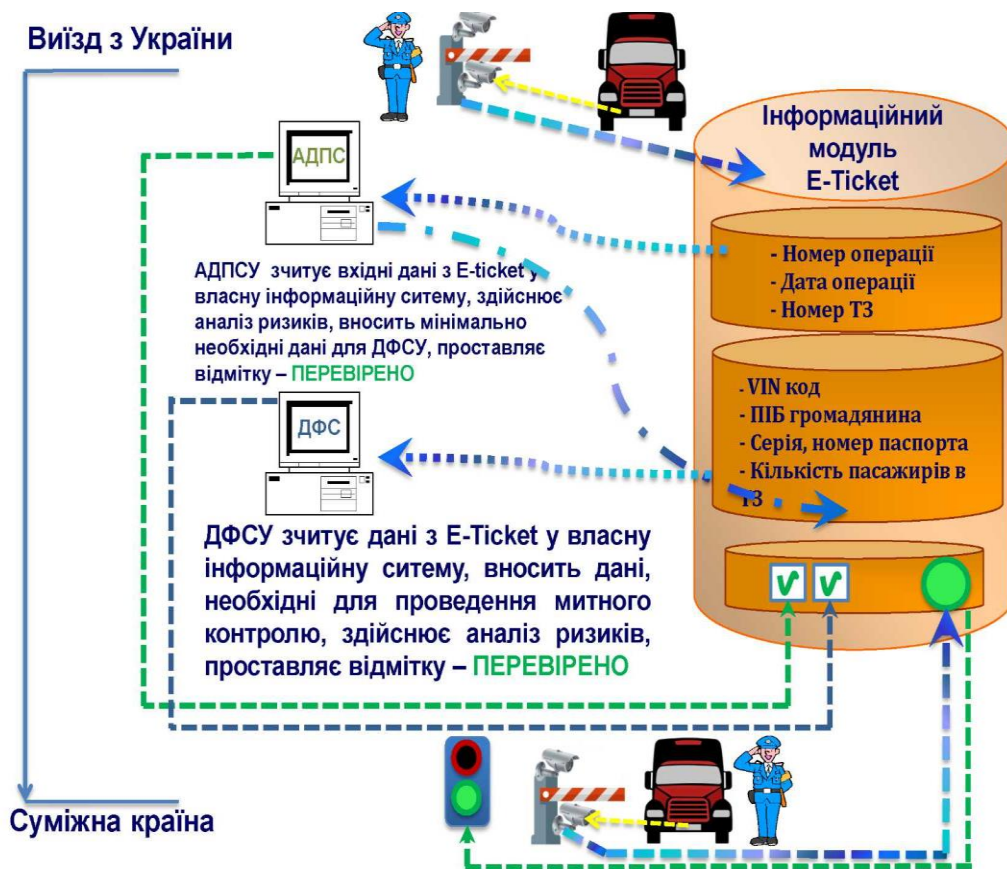 Виїзд з України
Інформаційний
модуль
E-Ticket
АДПС
- Номер операції
- Дата операції
- Номер ТЗ
АДПСУ зчитує вхідні дані з E-ticket у
власну інформаційну ситему, здійснює
аналіз ризиків, вносить мінімально
необхідні дані для ДФСУ, проставляє
відмітку – ПЕРЕВІРЕНО
- VIN код
- ПІБ громадянина
- Серія, номер паспорта
- Кількість пасажирів в
ТЗ
ДФС
ДФСУ зчитує дані з E-Ticket у власну
інформаційну ситему, вносить дані,
необхідні для проведення митного
контролю, здійснює аналіз ризиків,
проставляє відмітку – ПЕРЕВІРЕНО
Суміжна країна